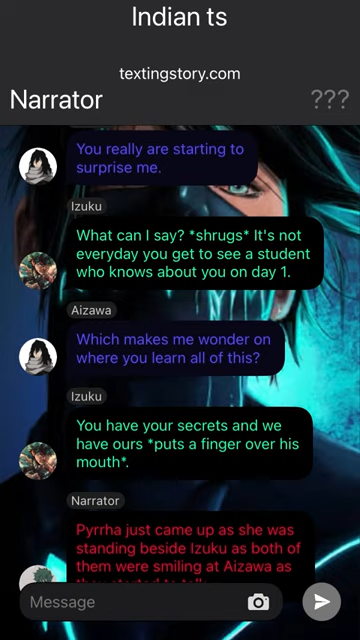 Indian ts
textingstory.com
Narrator ???
You really are starting to
surprise me.
Izuku
What can I say? *shrugs* It's not
everyday you get to see a student
who knows about you on day 1.
Aizawa
Which makes me wonder on
where you learn all of this?
Izuku
You have your secrets and we
have ours *puts a finger over his
mouth*.
Narrator
Pyrrha just came up as she was
standing beside Izuku as both of
them were smiling at Aizawa as
they started to talk
Message